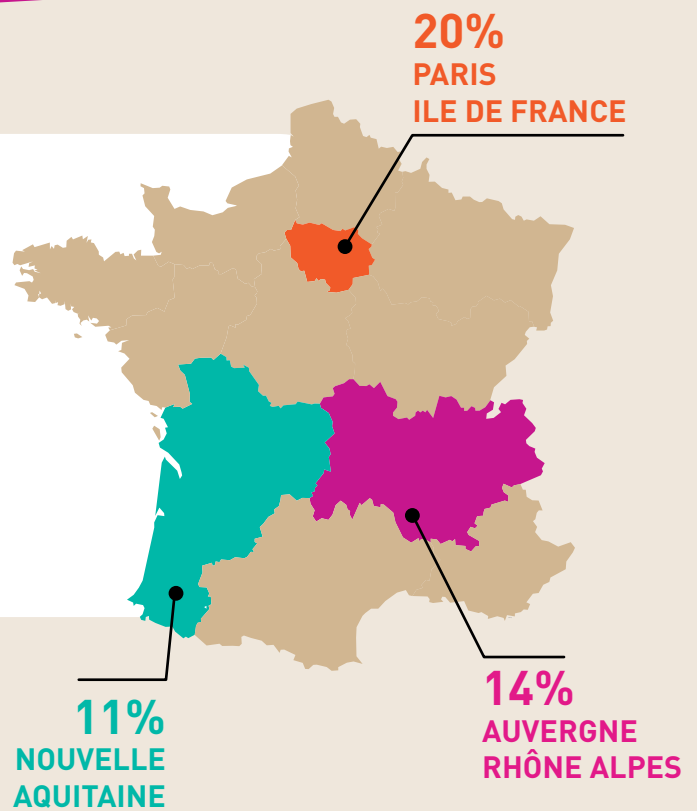 20%
PARIS
ILE DE FRANCE
11%
NOUVELLE
AQUITAINE
14%
AUVERGNE
RHÔNE ALPES